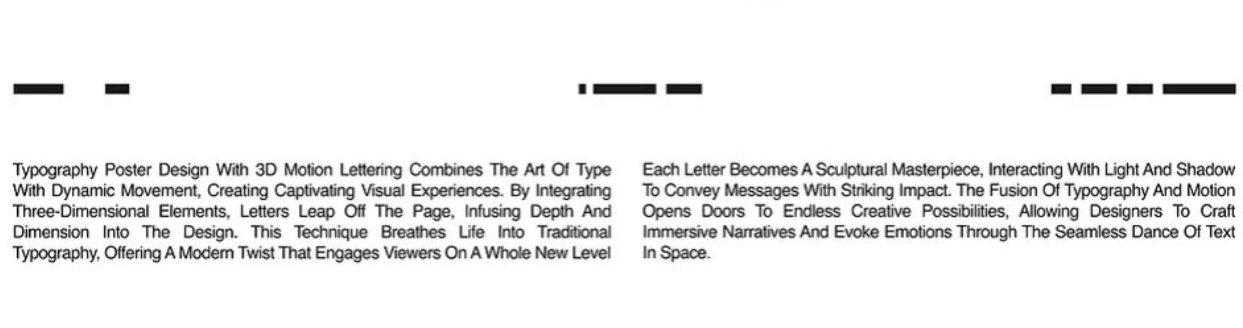 Typography Poster Design With 3D Motion Lettering Combines The Art Of Type
With Dynamic Movement, Creating Captivating Visual Experiences. By Integrating
Three-Dimensional Elements, Letters Leap Off The Page, Infusing Depth And
Dimension Into The Design. This Technique Breathes Life Into Traditional
Typography, Offering A Modern Twist That Engages Viewers On A Whole New Level
Each Letter Becomes A Sculptural Masterpiece, Interacting With Light And Shadow
To Convey Messages With Striking Impact. The Fusion Of Typography And Motion
Opens Doors To Endless Creative Possibilities, Allowing Designers To Craft
Immersive Narratives And Evoke Emotions Through The Seamless Dance Of Text
In Space.